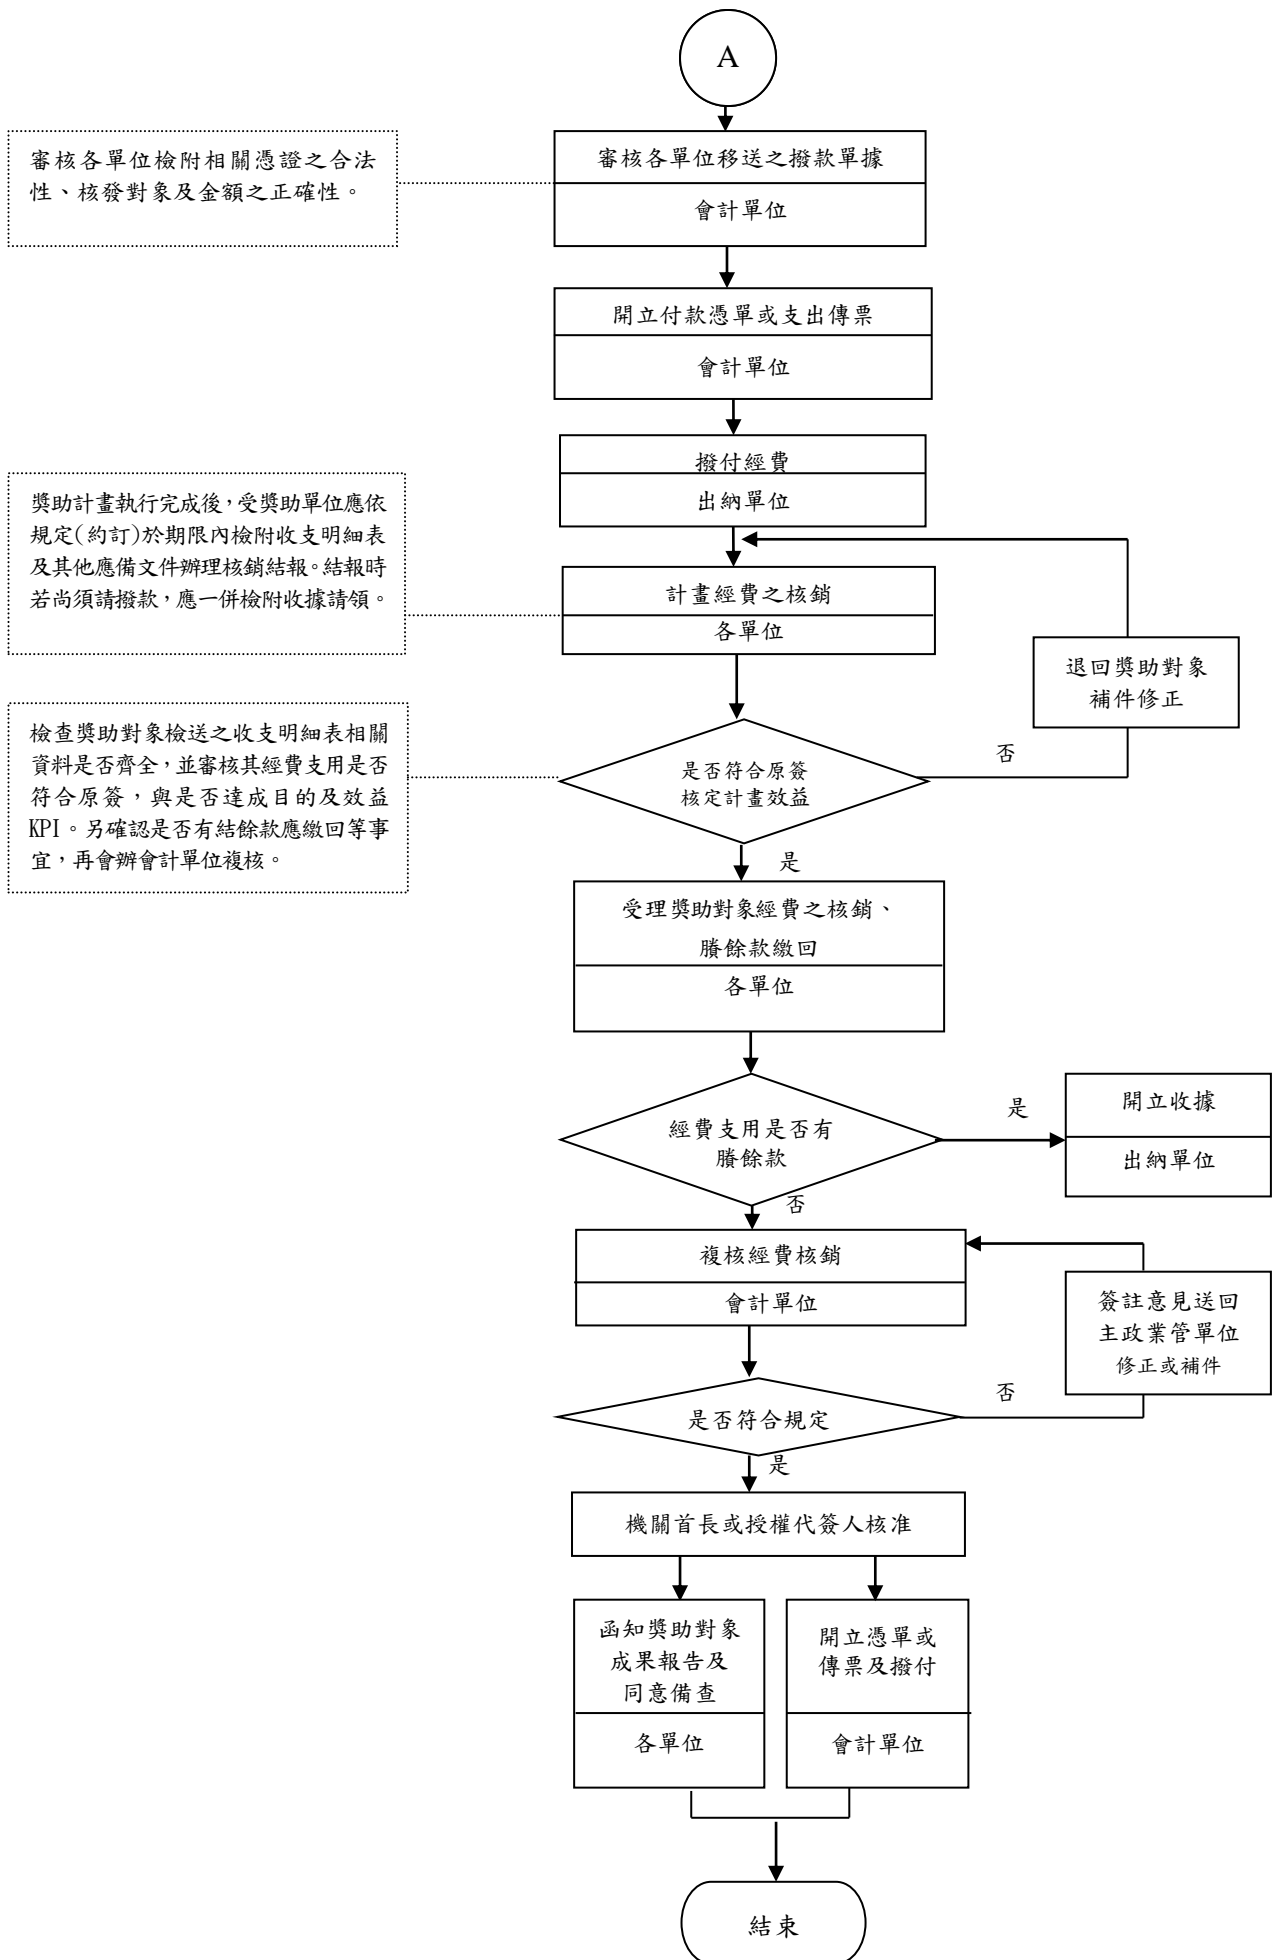 A
審核各單位檢附相關憑證之合法
性、核發對象及金額之正確性。
審核各單位移送之撥款單據
會計單位
開立付款憑單或支出傳票
會計單位
撥付經費
出納單位
獎助計畫執行完成後，受獎助單位應依
規定(約訂)於期限內檢附收支明細表
及其他應備文件辦理核銷結報。結報時
若尚須請撥款，應一併檢附收據請領。
計畫經費之核銷
各單位
退回獎助對象
補件修正
檢查獎助對象檢送之收支明細表相關
資料是否齊全，並審核其經費支用是否
符合原簽，與是否達成目的及效益
KPI。另確認是否有結餘款應繳回等事
宜，再會辦會計單位複核。
是否符合原簽
核定計畫效益
否
是
受理獎助對象經費之核銷、
賸餘款繳回
各單位
經費支用是否有
賸餘款
是
開立收據
出納單位
否
複核經費核銷
會計單位
簽註意見送回
主政業管單位
修正或補件
是否符合規定
否
是
機關首長或授權代簽人核准
函知獎助對象
成果報告及
同意備查
各單位
開立憑單或
傳票及撥付
會計單位
結束